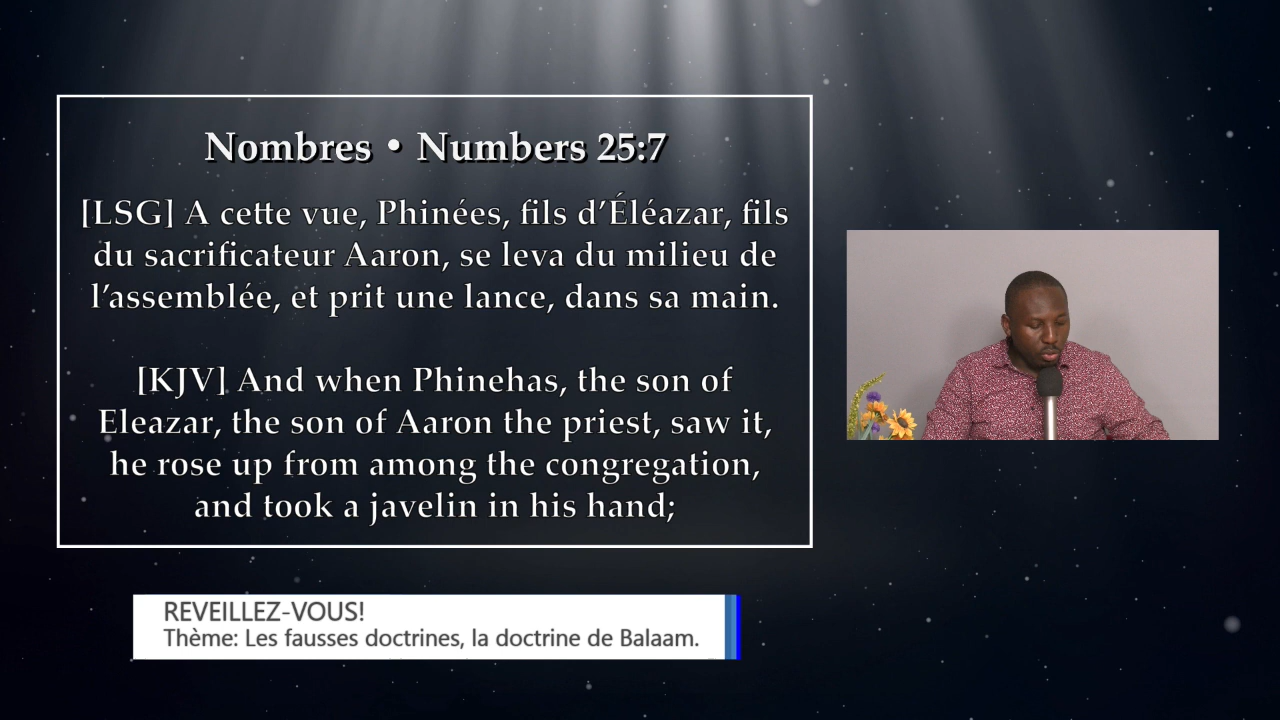 Nombres • Numbers 25:7
[LSG] A cette vue, Phinées, fils d’Éléazar, fils
du sacrificateur Aaron, se leva du milieu de
l’assemblée, et prit une lance, dans sa main.
[KJV] And when Phinehas, the son of
Eleazar, the son of Aaron the priest, saw it,
he rose up from among the congregation,
and took a javelin in his hand;
REVEILLEZ-VOUS!
Thème: Les fausses doctrines, la doctrine de Balaam.